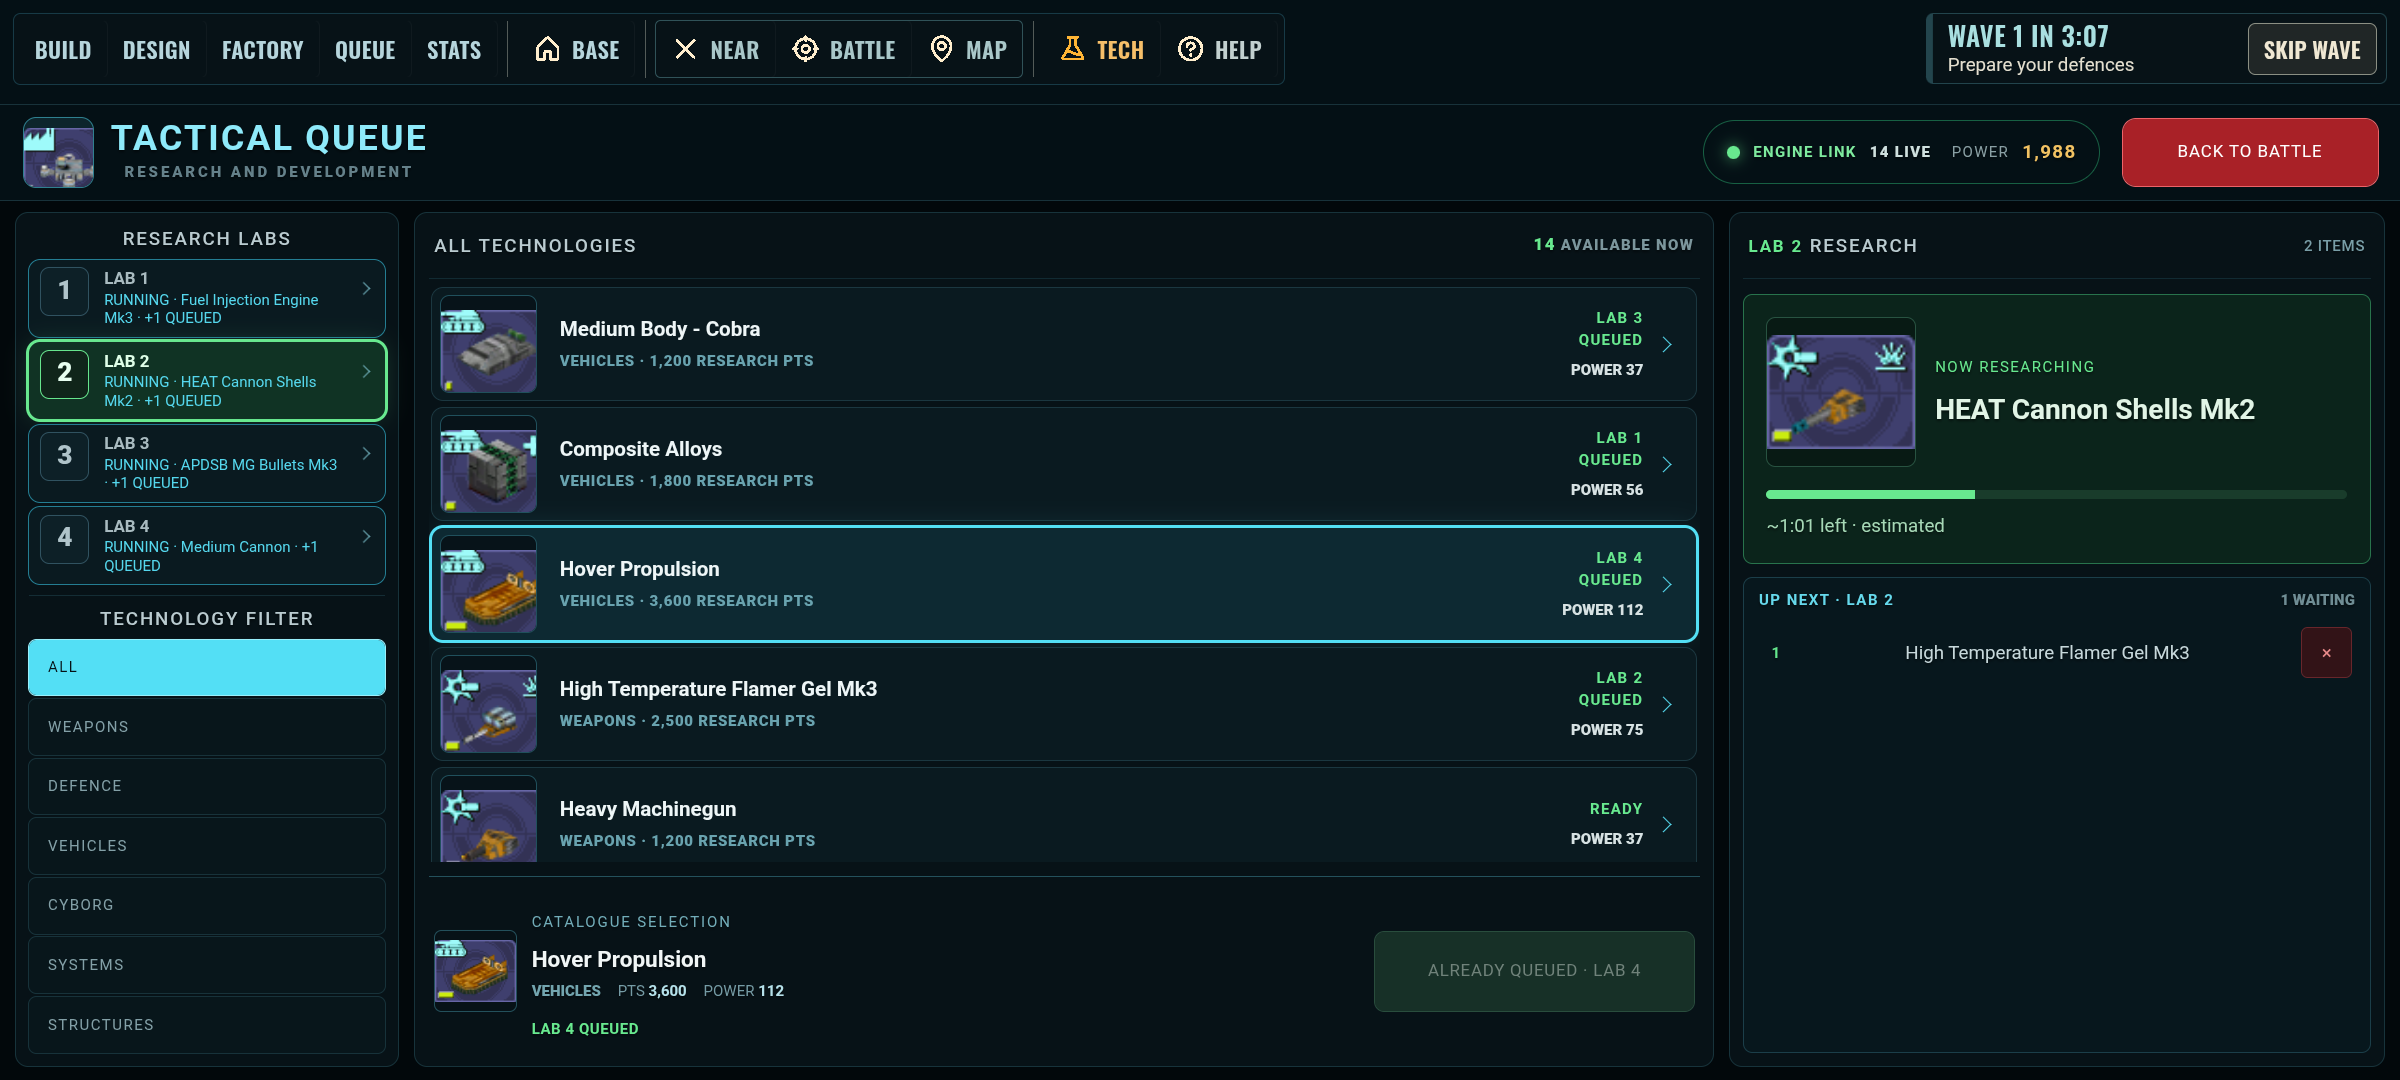 BUILD DESIGN FACTORY QUEUE STATS BASE NEAR BATTLE MAP TECH HELP
WAVE 1 IN 3:07
Prepare your defences
SKIP WAVE
TACTICAL QUEUE
RESEARCH AND DEVELOPMENT
ENGINE LINK 14 LIVE POWER 1,988
BACK TO BATTLE
RESEARCH LABS
1
LAB 1
RUNNING · Fuel Injection Engine
Mk3 · +1 QUEUED
2
LAB 2
RUNNING · HEAT Cannon Shells
Mk2 · +1 QUEUED
3
LAB 3
RUNNING · APDSB MG Bullets Mk3
· +1 QUEUED
4
LAB 4
RUNNING · Medium Cannon · +1
QUEUED
TECHNOLOGY FILTER
ALL
WEAPONS
DEFENCE
VEHICLES
CYBORG
SYSTEMS
STRUCTURES
ALL TECHNOLOGIES
14 AVAILABLE NOW
Medium Body - Cobra
VEHICLES · 1,200 RESEARCH PTS
LAB 3
QUEUED
POWER 37
Composite Alloys
VEHICLES · 1,800 RESEARCH PTS
LAB 1
QUEUED
POWER 56
Hover Propulsion
VEHICLES · 3,600 RESEARCH PTS
LAB 4
QUEUED
POWER 112
High Temperature Flamer Gel Mk3
WEAPONS · 2,500 RESEARCH PTS
LAB 2
QUEUED
POWER 75
Heavy Machinegun
WEAPONS · 1,200 RESEARCH PTS
READY
POWER 37
CATALOGUE SELECTION
Hover Propulsion
VEHICLES PTS 3,600 POWER 112
LAB 4 QUEUED
ALREADY QUEUED · LAB 4
LAB 2 RESEARCH
2 ITEMS
NOW RESEARCHING
HEAT Cannon Shells Mk2
~1:01 left · estimated
UP NEXT · LAB 2
1 WAITING
1 High Temperature Flamer Gel Mk3 ×